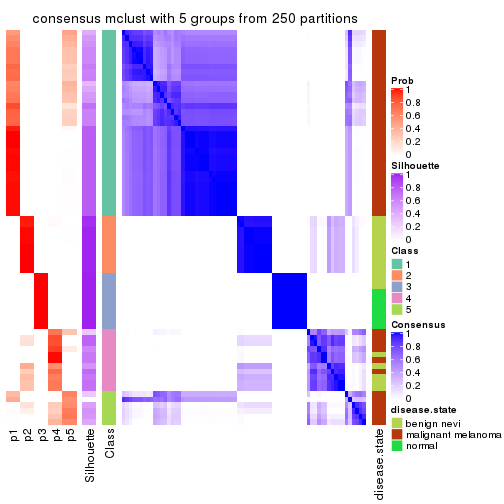 consensus mclust with 5 groups from 250 partitions
Prob
1
0.8
0.6
0.4
0.2
0
Silhouette
1
0.8
0.6
0.4
0.2
0
Class
1
2
3
4
5
Consensus
1
0.8
0.6
0.4
0.2
0
disease.state
benign nevi
malignant melanoma
normal
p1
p2
p3
p4
p5
Silhouette
Class
disease.state